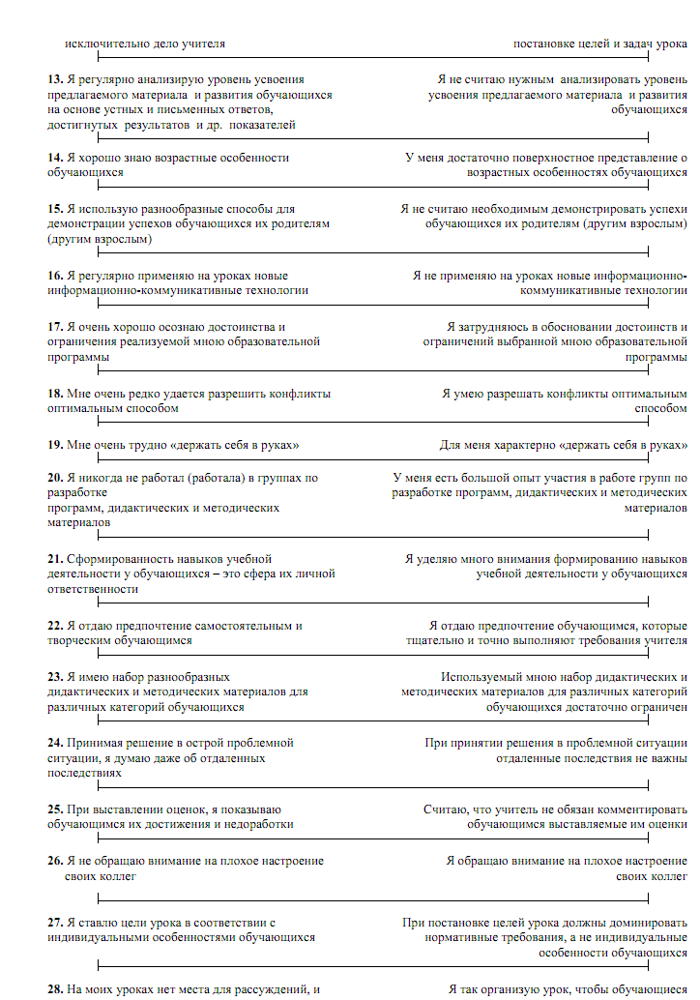 исключительно дело учителя
постановке целей и задач урока
13. Я регулярно анализирую уровень усвоения
предлагаемого материала и развития обучающихся
на основе устных и письменных ответов,
достигнутых результатов и др. показателей
Я не считаю нужным анализировать уровень
усвоения предлагаемого материала и развития
обучающихся
14. Я хорошо знаю возрастные особенности
обучающихся
У меня достаточно поверхностное представление о
возрастных особенностях обучающихся
15. Я использую разнообразные способы для
демонстрации успехов обучающихся их родителям
(другим взрослым)
Я не считаю необходимым демонстрировать успехи
обучающихся их родителям (другим взрослым)
16. Я регулярно применяю на уроках новые
информационно-коммуникативные технологии
Я не применяю на уроках новые информационно-
коммуникативные технологии
17. Я очень хорошо осознаю достоинства и
ограничения реализуемой мною образовательной
программы
Я затрудняюсь в обосновании достоинств и
ограничений выбранной мною образовательной
программы
18. Мне очень редко удается разрешить конфликты
оптимальным способом
Я умею разрешать конфликты оптимальным
способом
19. Мне очень трудно «держать себя в руках»
Для меня характерно «держать себя в руках»
20. Я никогда не работал (работала) в группах по
разработке
программ, дидактических и методических
материалов
У меня есть большой опыт участия в работе групп по
разработке программ, дидактических и методических
материалов
21. Сформированность навыков учебной
деятельности у обучающихся – это сфера их личной
ответственности
Я уделяю много внимания формированию навыков
учебной деятельности у обучающихся
22. Я отдаю предпочтение самостоятельным и
творческим обучающимся
Я отдаю предпочтение обучающимся, которые
тщательно и точно выполняют требования учителя
23. Я имею набор разнообразных
дидактических и методических материалов для
различных категорий обучающихся
Используемый мною набор дидактических и
методических материалов для различных категорий
обучающихся достаточно ограничен
24. Принимая решение в острой проблемной
ситуации, я думаю даже об отдаленных
последствиях
При принятии решения в проблемной ситуации
отдаленные последствия не важны
25. При выставлении оценок, я показываю
обучающимся их достижения и недоработки
Считаю, что учитель не обязан комментировать
обучающимся выставляемые им оценки
26. Я не обращаю внимание на плохое настроение
своих коллег
Я обращаю внимание на плохое настроение
своих коллег
27. Я ставлю цели урока в соответствии с
индивидуальными особенностями обучающихся
При постановке целей урока должны доминировать
нормативные требования, а не индивидуальные
особенности обучающихся
28. На моих уроках нет места для рассуждений, и
Я так организую урок, чтобы обучающиеся